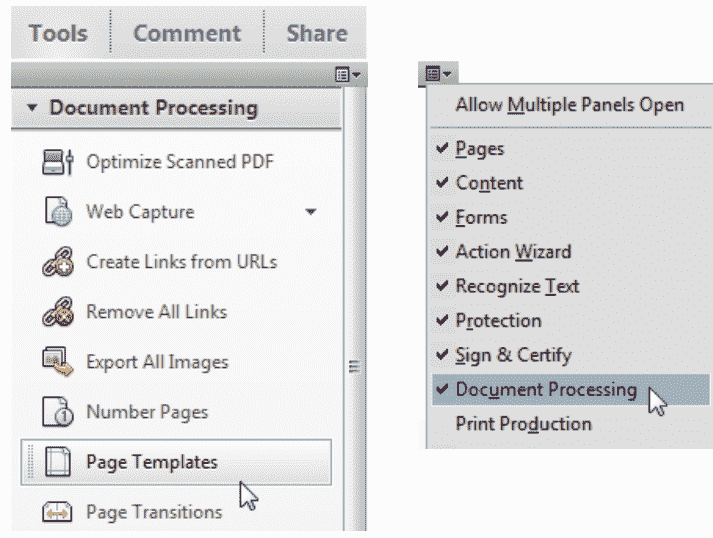 Tools Comment Share
Document Processing
Optimize Scanned PDF
Web Capture
Create Links from URLs
Remove All Links
Export All Images
Number Pages
Page Templates
Page Transitions
Allow Multiple Panels Open
Pages
Content
Forms
Action Wizard
Recognize Text
Protection
Sign & Certify
Document Processing
Print Production